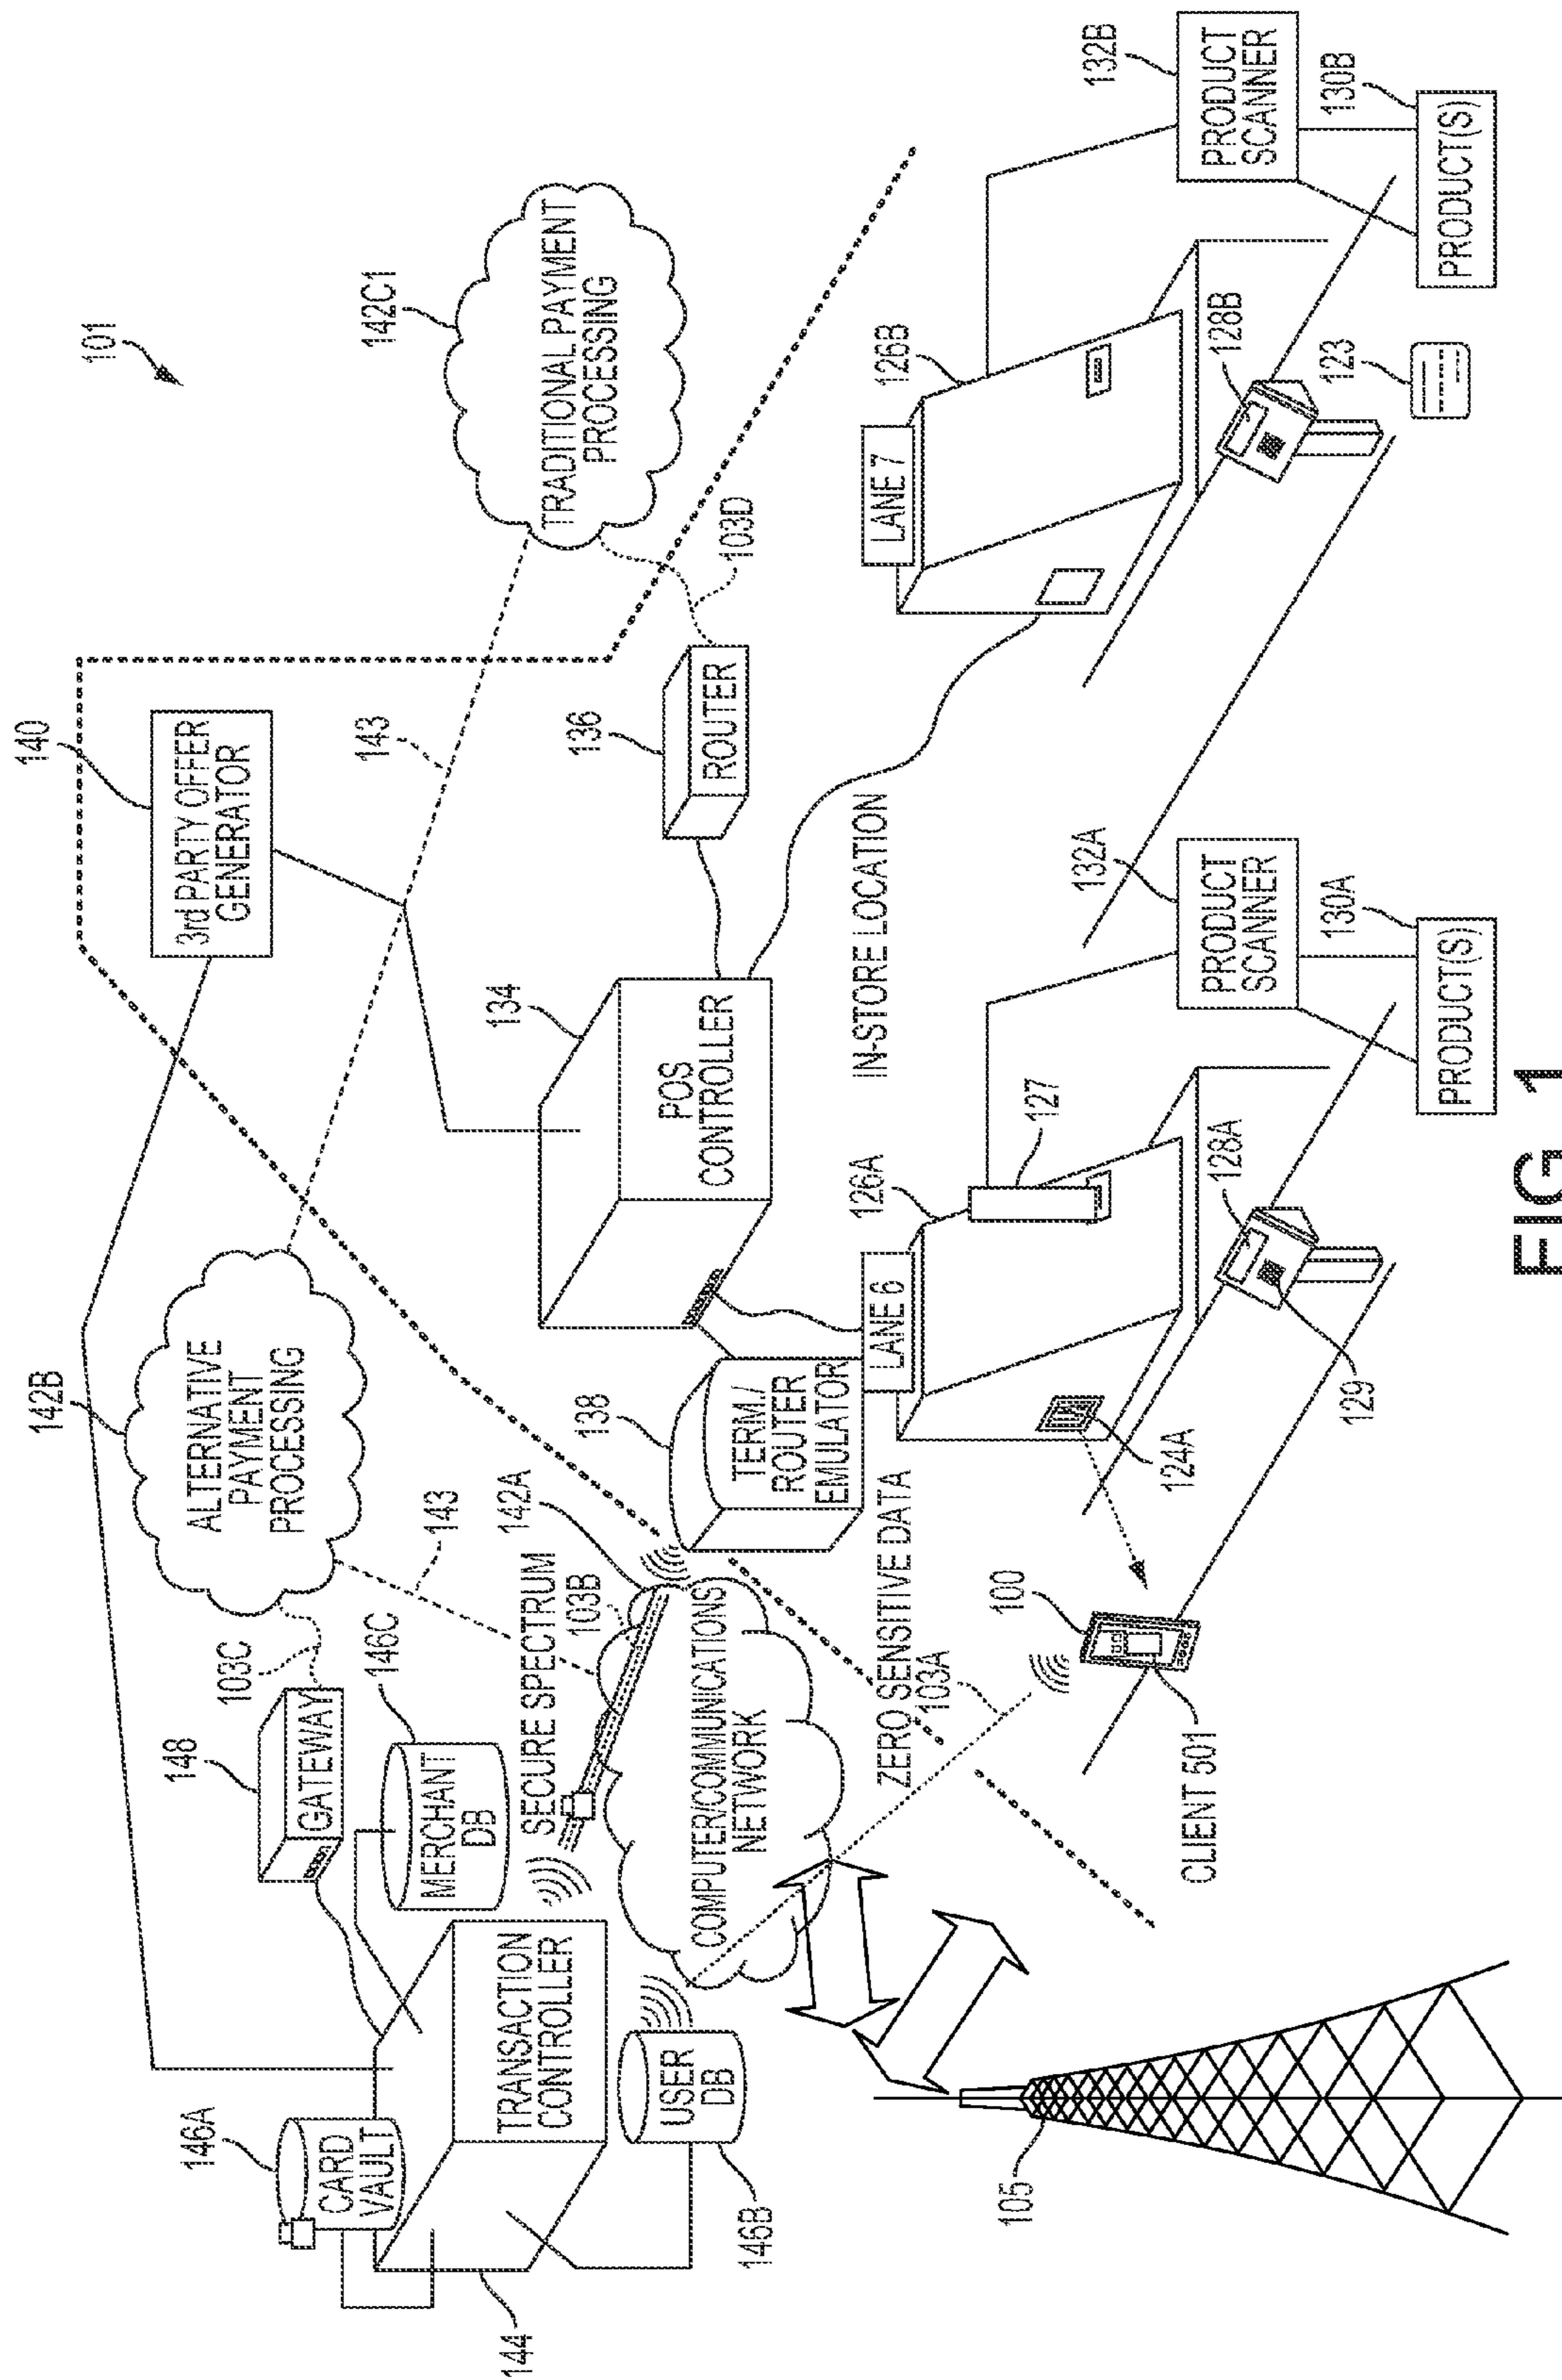 101
140
3rd PARTY OFFER
GENERATOR
142B
ALTERNATIVE
PAYMENT
PROCESSING
142C1
TRADITIONAL PAYMENT
PROCESSING
143
103D
136
ROUTER
134
POS
CONTROLLER
148
GATEWAY
103C
146C
MERCHANT
DB
143
SECURE SPECTRUM
103B
142A
138
TERM./
ROUTER
EMULATOR
146A
CARD
VAULT
TRANSACTION
CONTROLLER
144
USER
DB
146B
COMPUTER/COMMUNICATIONS
NETWORK
ZERO SENSITIVE DATA
103A
IN-STORE LOCATION
LANE 6
126A
127
132A
PRODUCT
SCANNER
130A
PRODUCT(S)
128A
129
124A
100
CLIENT 501
105
LANE 7
126B
132B
PRODUCT
SCANNER
130B
PRODUCT(S)
128B
123
FIG. 1